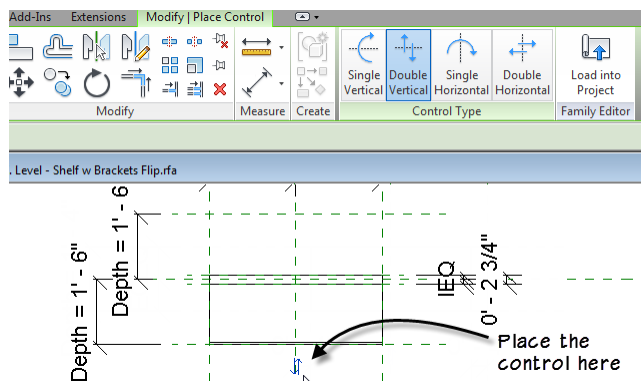 Add-Ins Extensions Modify | Place Control
Single Vertical Double Vertical Single Horizontal Double Horizontal Load into Project
Modify Measure Create Control Type Family Editor
. Level - Shelf w Brackets Flip.rfa
Depth = 1' - 6"
Depth = 1' - 6
IEQ
0' - 2 3/4"
Place the
control here